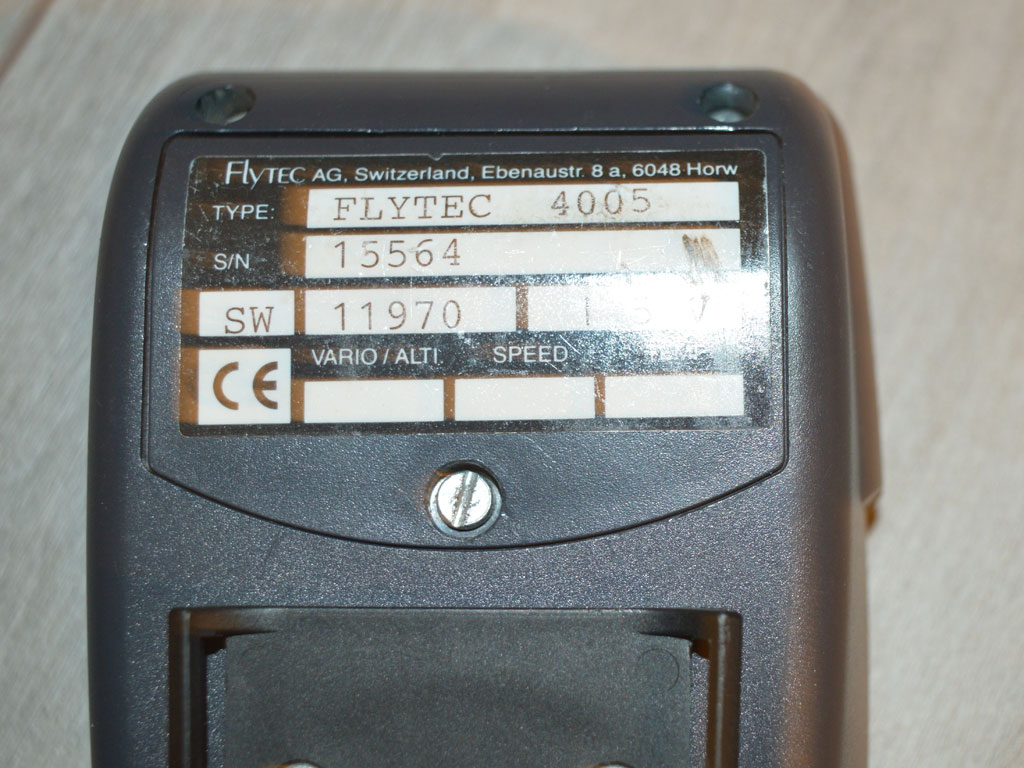 Flytec AG, Switzerland, Ebenaustr. 8 a, 6048 Horw
TYPE: FLYTEC 4005
S/N 15564
SW 11970
VARIO / ALTI. SPEED
CE